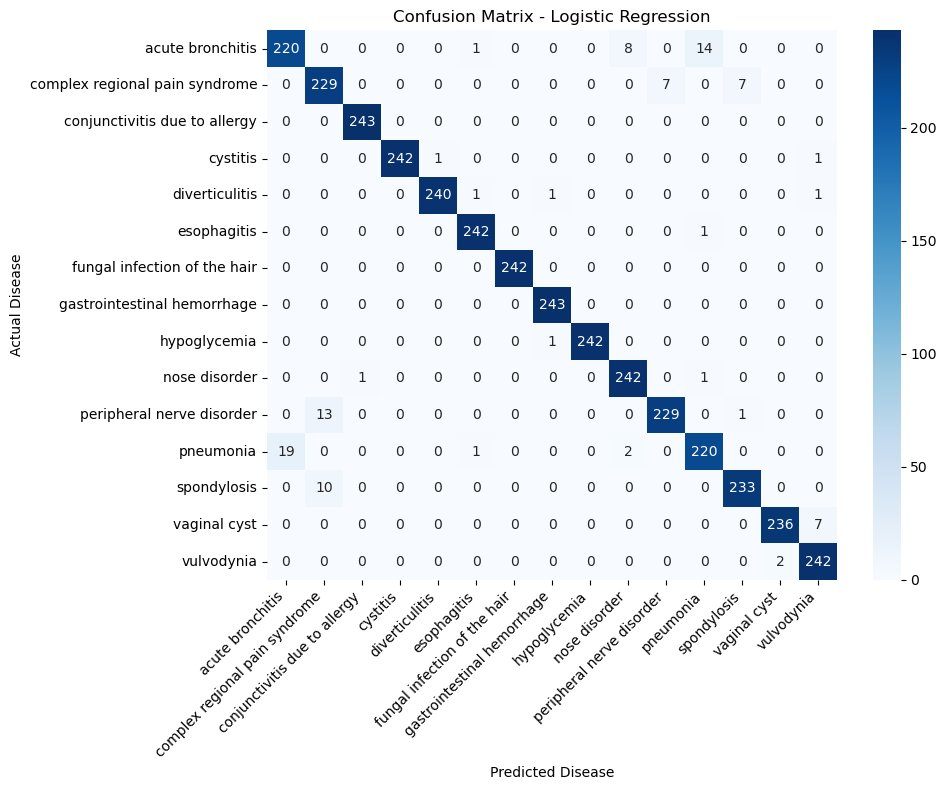 Confusion Matrix - Logistic Regression
Actual Disease
acute bronchitis 220 0 0 0 0 1 0 0 0 8 0 14 0 0 0
complex regional pain syndrome 0 229 0 0 0 0 0 0 0 0 7 0 7 0 0
conjunctivitis due to allergy 0 0 243 0 0 0 0 0 0 0 0 0 0 0 0
cystitis 0 0 0 242 1 0 0 0 0 0 0 0 0 0 1
diverticulitis 0 0 0 0 240 1 0 1 0 0 0 0 0 0 1
esophagitis 0 0 0 0 0 242 0 0 0 0 0 1 0 0 0
fungal infection of the hair 0 0 0 0 0 0 242 0 0 0 0 0 0 0 0
gastrointestinal hemorrhage 0 0 0 0 0 0 0 243 0 0 0 0 0 0 0
hypoglycemia 0 0 0 0 0 0 0 1 242 0 0 0 0 0 0
nose disorder 0 0 1 0 0 0 0 0 0 242 0 1 0 0 0
peripheral nerve disorder 0 13 0 0 0 0 0 0 0 0 229 0 1 0 0
pneumonia 19 0 0 0 0 1 0 0 0 2 0 220 0 0 0
spondylosis 0 10 0 0 0 0 0 0 0 0 0 0 233 0 0
vaginal cyst 0 0 0 0 0 0 0 0 0 0 0 0 0 236 7
vulvodynia 0 0 0 0 0 0 0 0 0 0 0 0 0 2 242
acute bronchitis
complex regional pain syndrome
conjunctivitis due to allergy
cystitis
diverticulitis
esophagitis
fungal infection of the hair
gastrointestinal hemorrhage
hypoglycemia
nose disorder
peripheral nerve disorder
pneumonia
spondylosis
vaginal cyst
vulvodynia
Predicted Disease
200
150
100
50
0